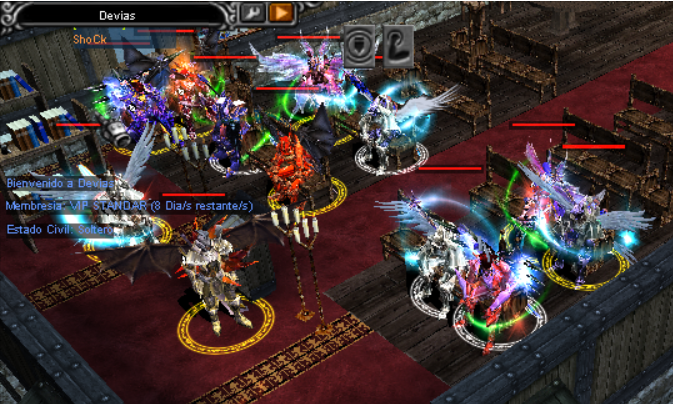 Devias
ShoCk
Bienvenido a Devias
Membresia: VIP STANDAR (8 Dia/s restante/s)
Estado Civil: Soltero